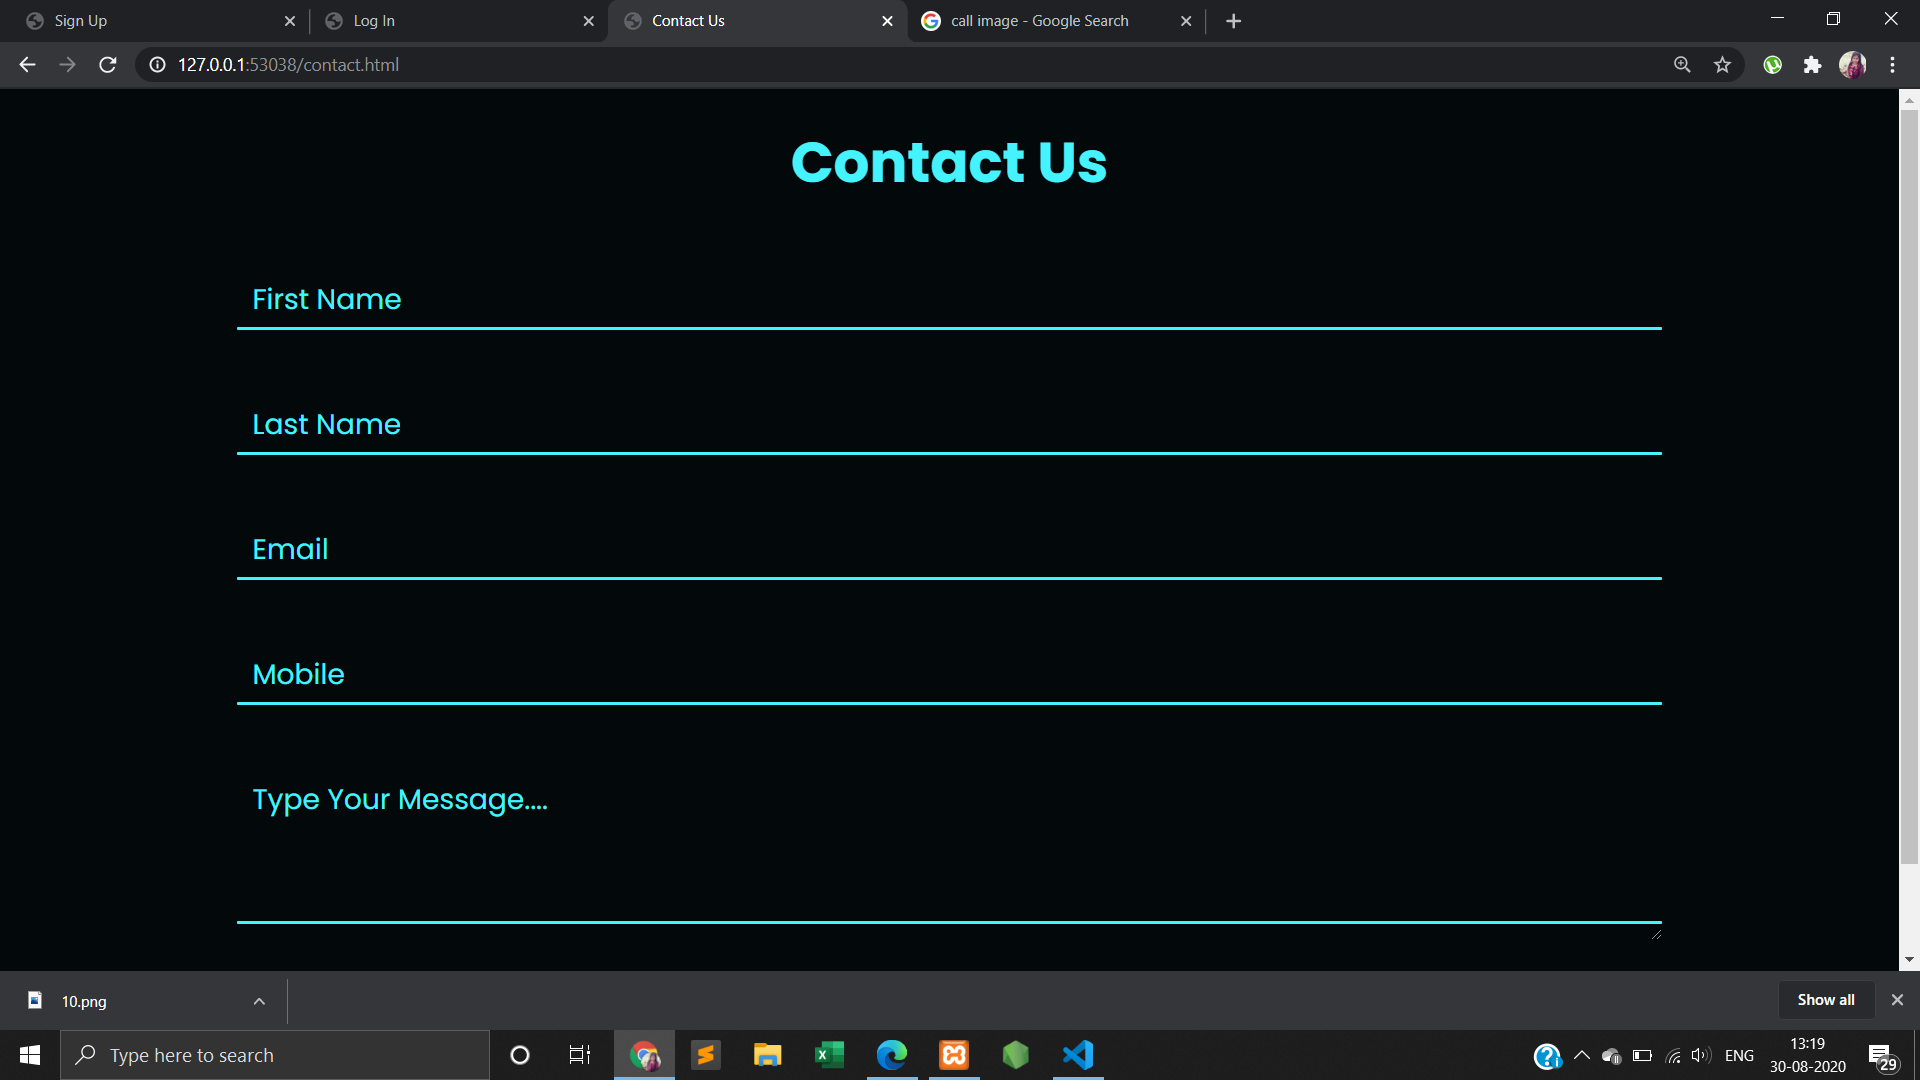 Sign Up
Log In
Contact Us
call image - Google Search
127.0.0.1:53038/contact.html
Contact Us
First Name
Last Name
Email
Mobile
Type Your Message....
10.png
Show all
Type here to search
ENG
13:19
30-08-2020
29